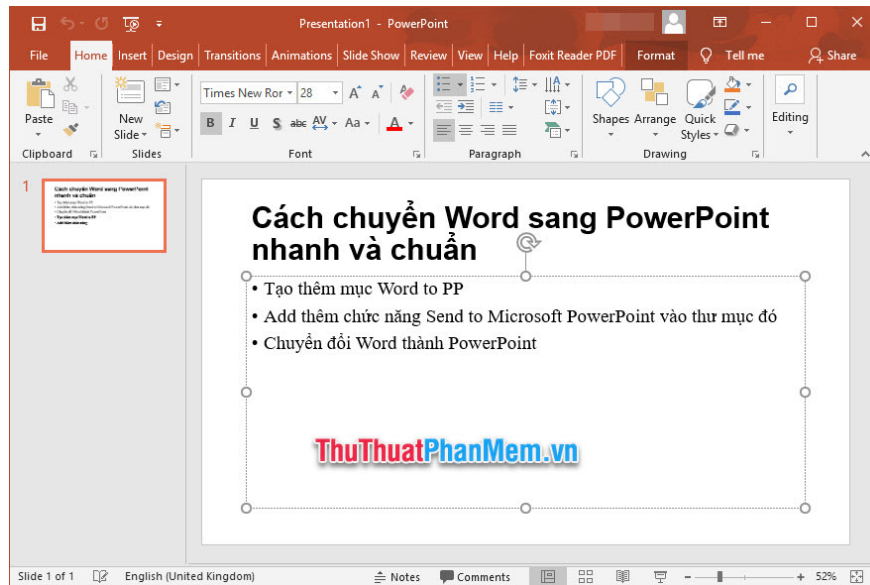 Presentation1 - PowerPoint
File Home Insert Design Transitions Animations Slide Show Review View Help Foxit Reader PDF Format Tell me Share
Times New Ror 28
Paste New Slide Shapes Arrange Quick Styles Editing
B I U S abc AV Aa A
Clipboard Slides Font Paragraph Drawing
1
Cách chuyển Word sang PowerPoint
nhanh và chuẩn
• Tạo thêm mục Word to PP
• Add thêm chức năng Send to Microsoft PowerPoint vào thư mục đó
• Chuyển đổi Word thành PowerPoint
ThuThuatPhanMem.vn
Slide 1 of 1 English (United Kingdom) Notes Comments 52%